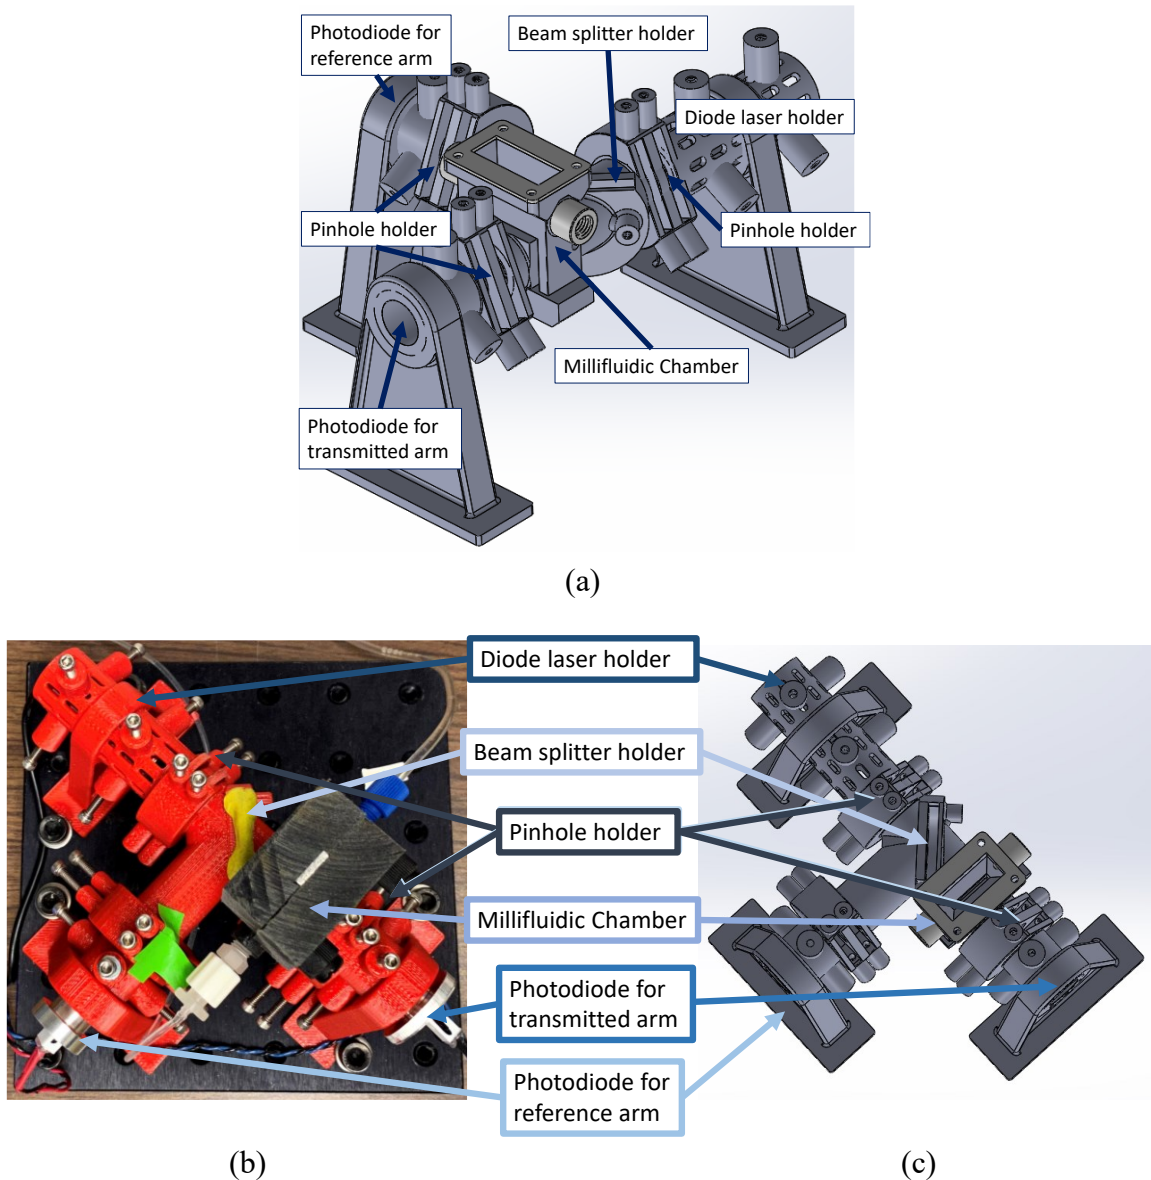 Photodiode for
reference arm
Beam splitter holder
Diode laser holder
Pinhole holder
Pinhole holder
Millifluidic Chamber
Photodiode for
transmitted arm
(a)
Diode laser holder
Beam splitter holder
Pinhole holder
Millifluidic Chamber
Photodiode for
transmitted arm
Photodiode for
reference arm
(b)
(c)